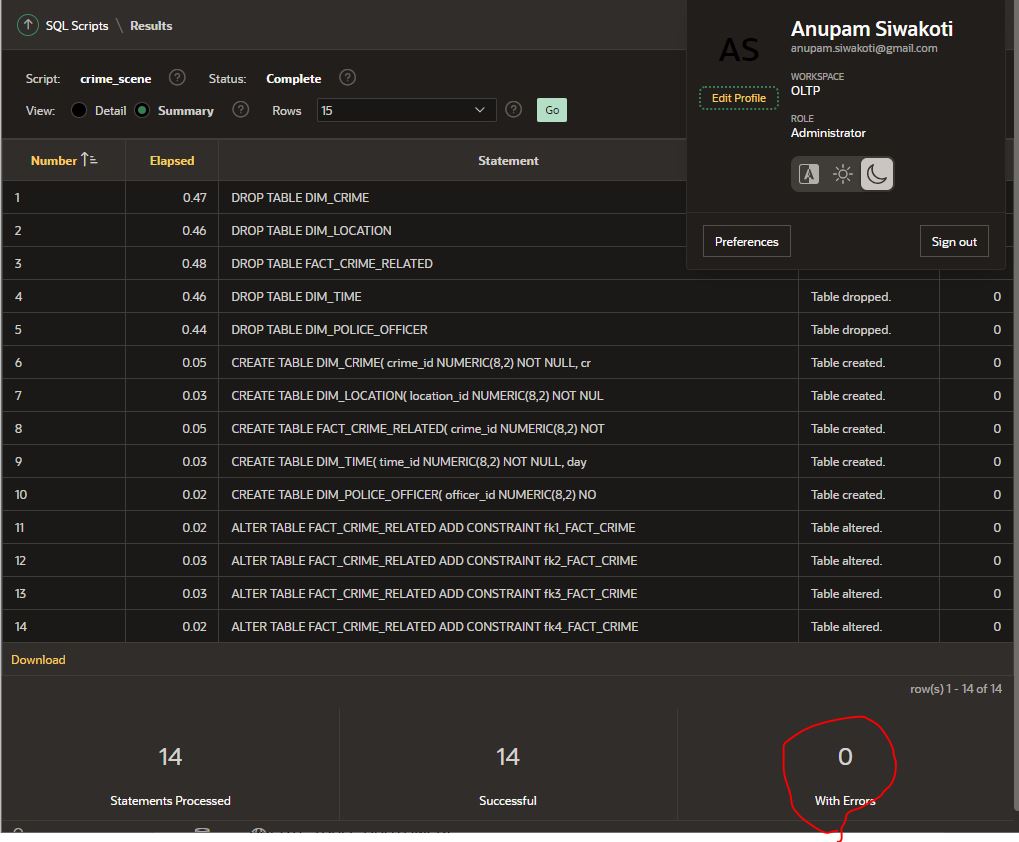 SQL Scripts \ Results
Anupam Siwakoti
anupam.siwakoti@gmail.com
AS
Edit Profile
WORKSPACE
OLTP
ROLE
Administrator
Preferences
Sign out
Script: crime_scene ? Status: Complete ?
View: Detail Summary ? Rows 15 ? Go
Number Elapsed Statement
1 0.47 DROP TABLE DIM_CRIME
2 0.46 DROP TABLE DIM_LOCATION
3 0.48 DROP TABLE FACT_CRIME_RELATED
4 0.46 DROP TABLE DIM_TIME Table dropped. 0
5 0.44 DROP TABLE DIM_POLICE_OFFICER Table dropped. 0
6 0.05 CREATE TABLE DIM_CRIME( crime_id NUMERIC(8,2) NOT NULL, cr Table created. 0
7 0.03 CREATE TABLE DIM_LOCATION( location_id NUMERIC(8,2) NOT NUL Table created. 0
8 0.05 CREATE TABLE FACT_CRIME_RELATED( crime_id NUMERIC(8,2) NOT Table created. 0
9 0.03 CREATE TABLE DIM_TIME( time_id NUMERIC(8,2) NOT NULL, day Table created. 0
10 0.02 CREATE TABLE DIM_POLICE_OFFICER( officer_id NUMERIC(8,2) NO Table created. 0
11 0.02 ALTER TABLE FACT_CRIME_RELATED ADD CONSTRAINT fk1_FACT_CRIME Table altered. 0
12 0.03 ALTER TABLE FACT_CRIME_RELATED ADD CONSTRAINT fk2_FACT_CRIME Table altered. 0
13 0.03 ALTER TABLE FACT_CRIME_RELATED ADD CONSTRAINT fk3_FACT_CRIME Table altered. 0
14 0.02 ALTER TABLE FACT_CRIME_RELATED ADD CONSTRAINT fk4_FACT_CRIME Table altered. 0
Download
row(s) 1 - 14 of 14
14 14 0
Statements Processed Successful With Errors